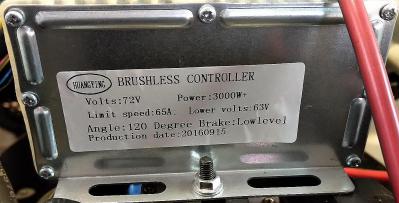 HUANGYING BRUSHLESS CONTROLLER
Volts:72V Power:3000W+
Limit speed:65A. Lower volts:63V
Angle:120 Degree Brake:Lowlevel
Production date:20160915